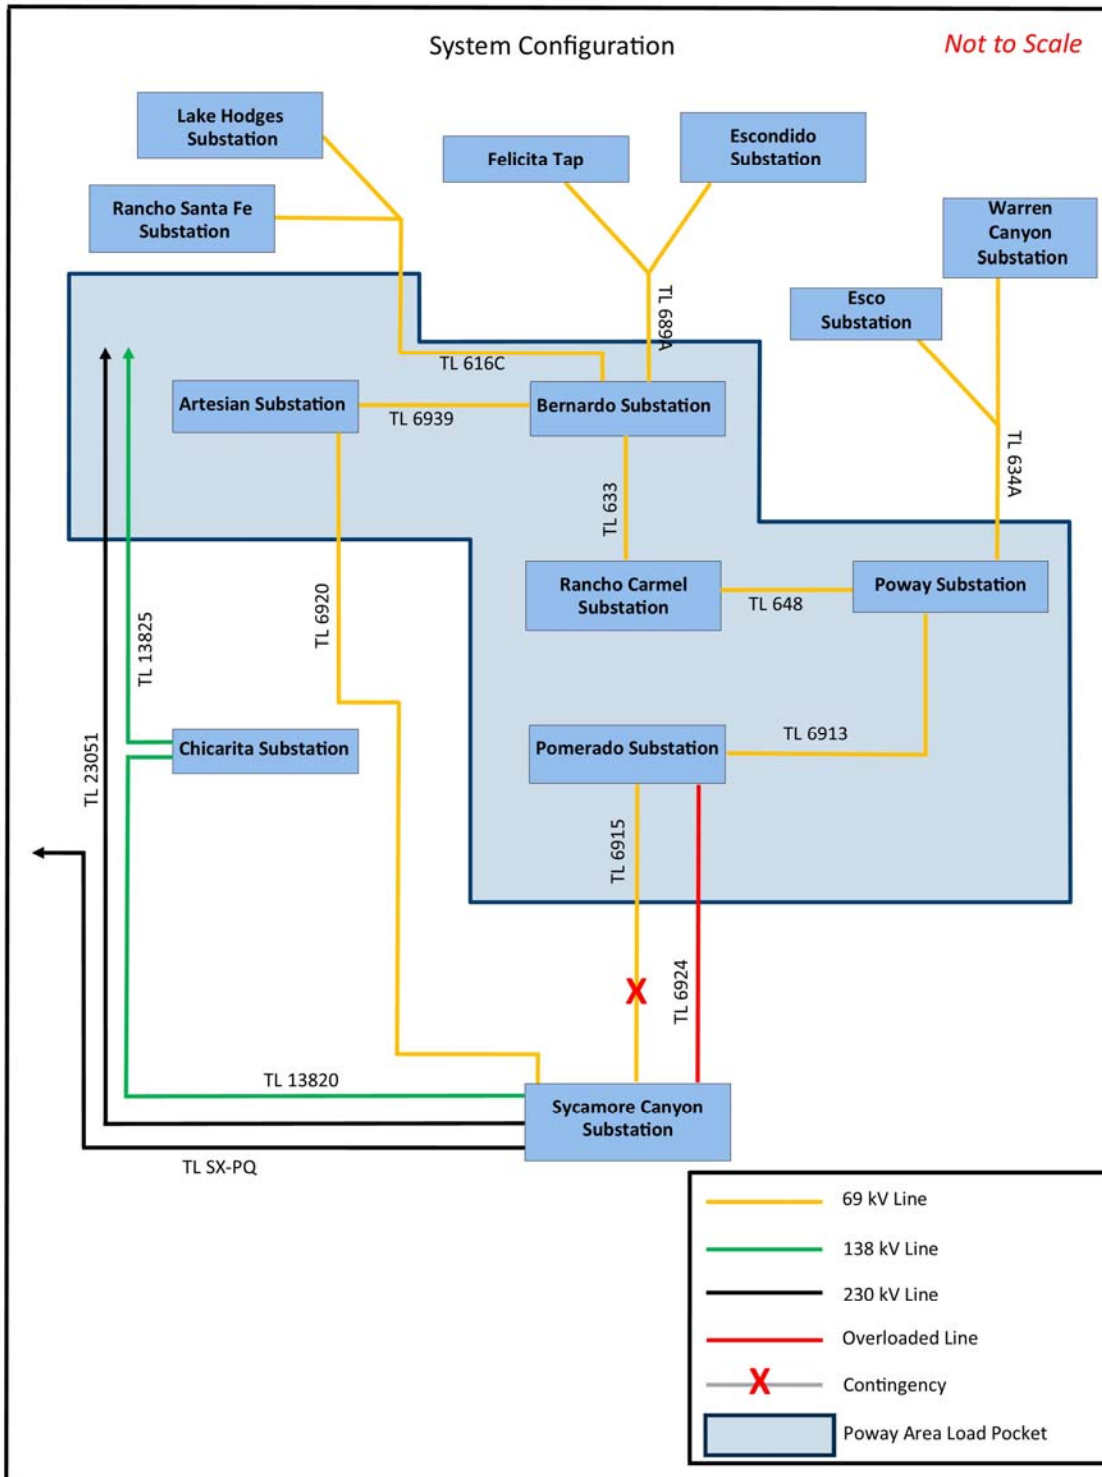 System Configuration
Not to Scale
Lake Hodges
Substation
Felicita Tap
Escondido
Substation
Rancho Santa Fe
Substation
Warren
Canyon
Substation
Esco
Substation
TL 689A
TL 616C
Artesian Substation
TL 6939
Bernardo Substation
TL 634A
TL 633
Rancho Carmel
Substation
TL 648
Poway Substation
TL 6920
TL 13825
Chicarita Substation
Pomerado Substation
TL 6913
TL 23051
TL 6915
TL 6924
TL 13820
Sycamore Canyon
Substation
TL SX-PQ
69 kV Line
138 kV Line
230 kV Line
Overloaded Line
X
X
Contingency
Poway Area Load Pocket